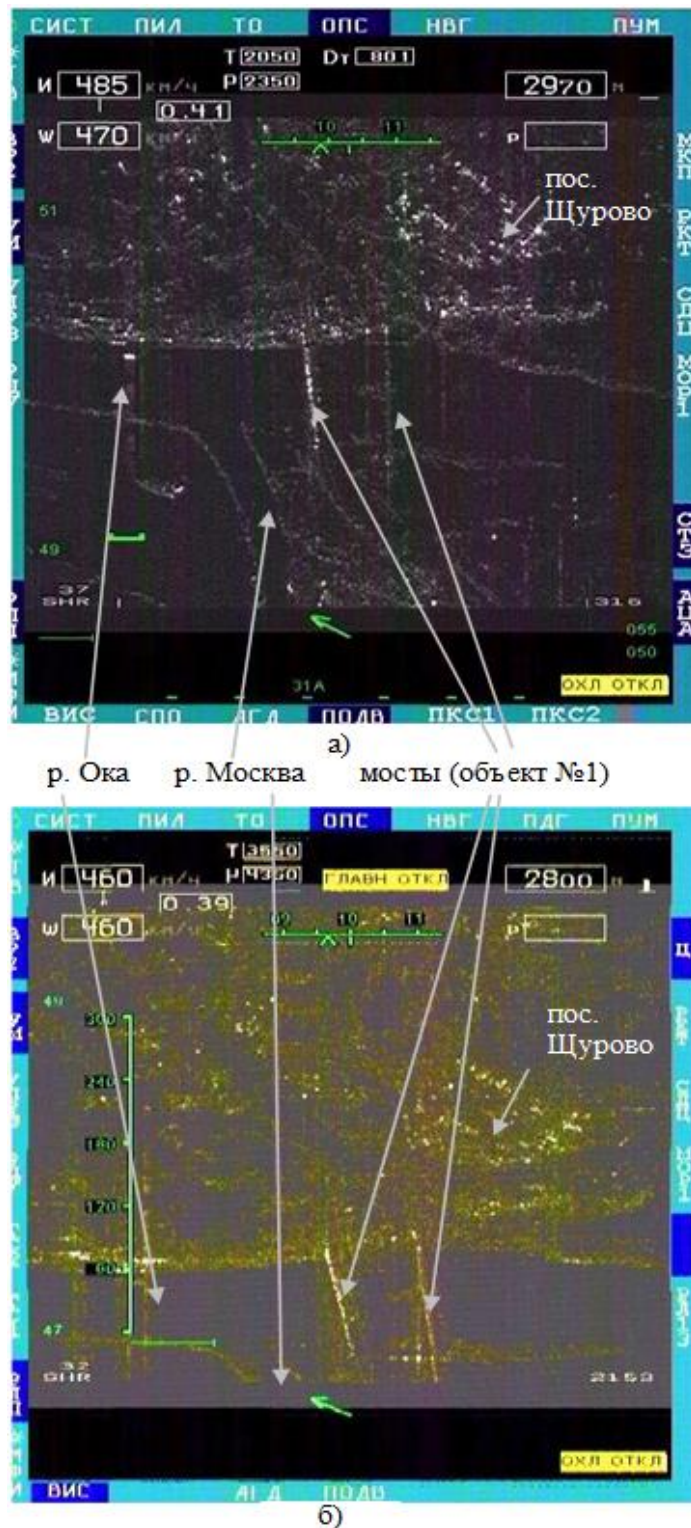 СИСТ ПИЛ ТО ОПС НВГ ПУМ
Т 2050 Dт 801
И 485 КМ/Ч Р 2350 2970 М
0.41
W 470 КМ/Ч 10 11 Р
МКП
РКТ
СДЦ
пос.
Щурово
51
49
37
SHR 316
055
050
31А
ОХЛ ОТКЛ
ВИС СПО ПОДВ ПКС1 ПКС2
а)
р. Ока р. Москва мосты (объект №1)
СИСТ ПИЛ ТО ОПС НВГ ПДГ ПУМ
Т 3550
И 460 КМ/Ч 4350 ГЛАВН ОТКЛ 2800 М
0.39
W 460 КМ/Ч 09 10 11 Р
Ц
49
300
пос.
Щурово
240
180
120
60
47
32
SHR 2153
ОХЛ ОТКЛ
ВИС ПОДВ
б)